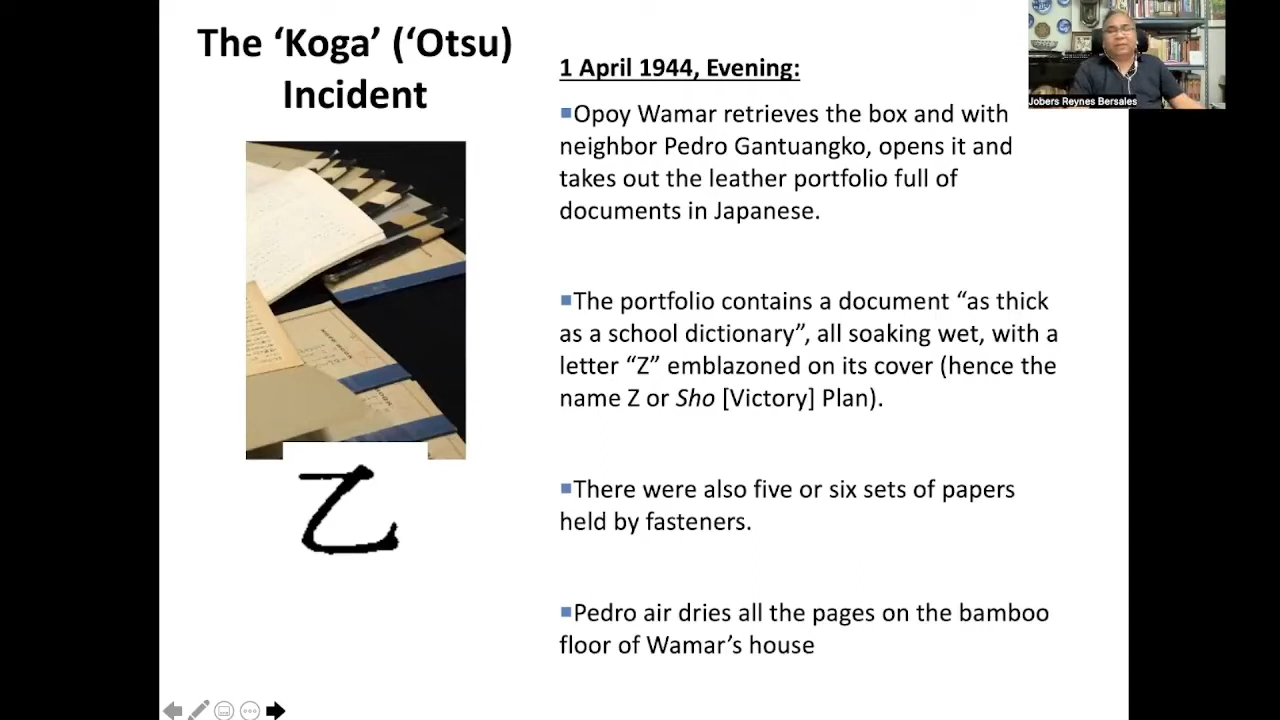 The ‘Koga’ (‘Otsu)
Incident
1 April 1944, Evening:
Opoy Wamar retrieves the box and with
neighbor Pedro Gantuangko, opens it and
takes out the leather portfolio full of
documents in Japanese.
The portfolio contains a document “as thick
as a school dictionary”, all soaking wet, with a
letter “Z” emblazoned on its cover (hence the
name Z or Sho [Victory] Plan).
There were also five or six sets of papers
held by fasteners.
Pedro air dries all the pages on the bamboo
floor of Wamar’s house
乙
Jobers Reynes Bersales